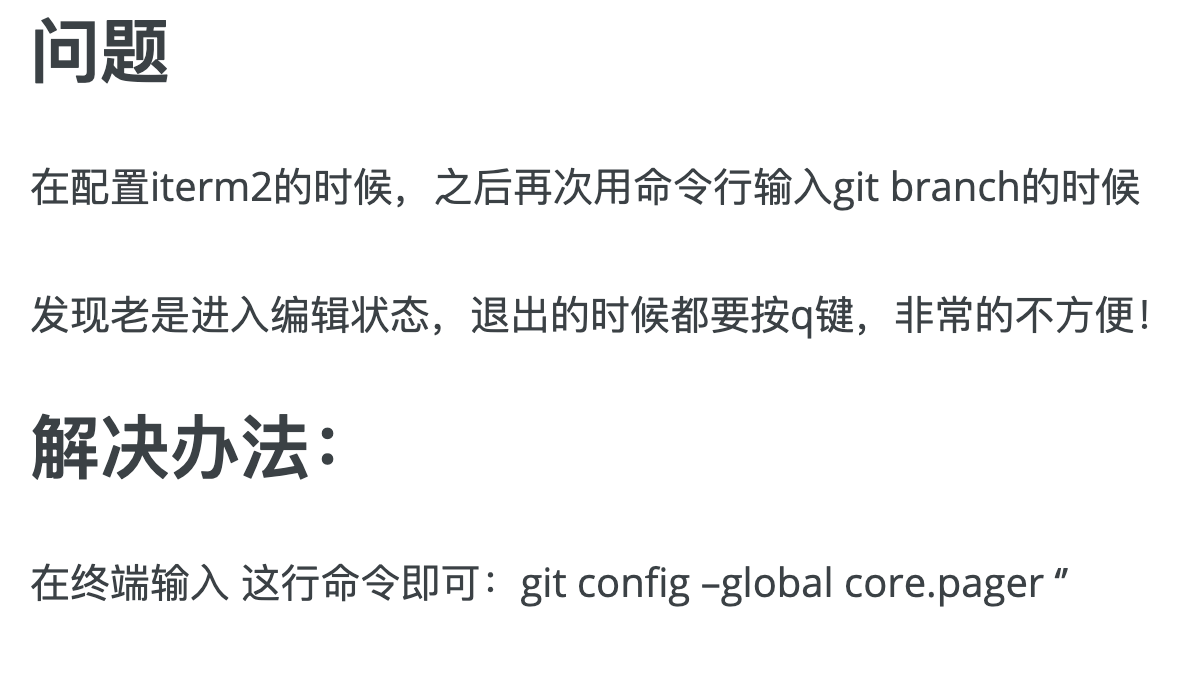 问题
在配置iterm2的时候，之后再次用命令行输入git branch的时候
发现老是进入编辑状态，退出的时候都要按q键，非常的不方便！
解决办法：
在终端输入 这行命令即可：git config –global core.pager ‘’